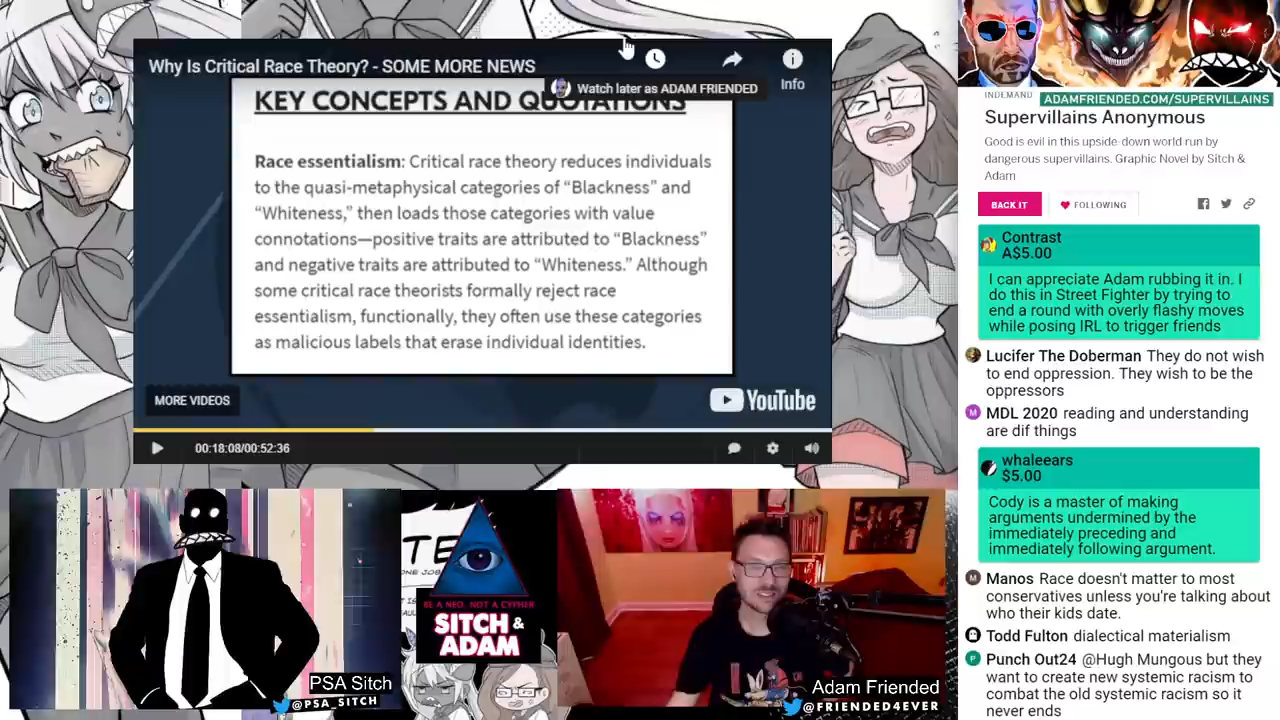 Why Is Critical Race Theory? - SOME MORE NEWS
Info
Watch later as ADAM FRIENDED
KEY CONCEPTS AND QUOTATIONS
Race essentialism: Critical race theory reduces individuals
to the quasi-metaphysical categories of “Blackness” and
“Whiteness,” then loads those categories with value
connotations—positive traits are attributed to “Blackness”
and negative traits are attributed to “Whiteness.” Although
some critical race theorists formally reject race
essentialism, functionally, they often use these categories
as malicious labels that erase individual identities.
MORE VIDEOS
YouTube
00:18:08/00:52:36
BE A NEO, NOT A CYPHER
SITCH &
ADAM
PSA Sitch
@PSA_SITCH
Adam Friended
@FRIENDED4EVER
INDEMAND
ADAMFRIENDED.COM/SUPERVILLAINS
Supervillains Anonymous
Good is evil in this upside-down world run by
dangerous supervillains. Graphic Novel by Sitch &
Adam
BACK IT
FOLLOWING
Contrast
A$5.00
I can appreciate Adam rubbing it in. I
do this in Street Fighter by trying to
end a round with overly flashy moves
while posing IRL to trigger friends
Lucifer The Doberman They do not wish
to end oppression. They wish to be the
oppressors
M MDL 2020 reading and understanding
are dif things
whaleears
$5.00
Cody is a master of making
arguments undermined by the
immediately preceding and
immediately following argument.
M Manos Race doesn't matter to most
conservatives unless you're talking about
who their kids date.
Todd Fulton dialectical materialism
P Punch Out24 @Hugh Mungous but they
want to create new systemic racism to
combat the old systemic racism so it
never ends